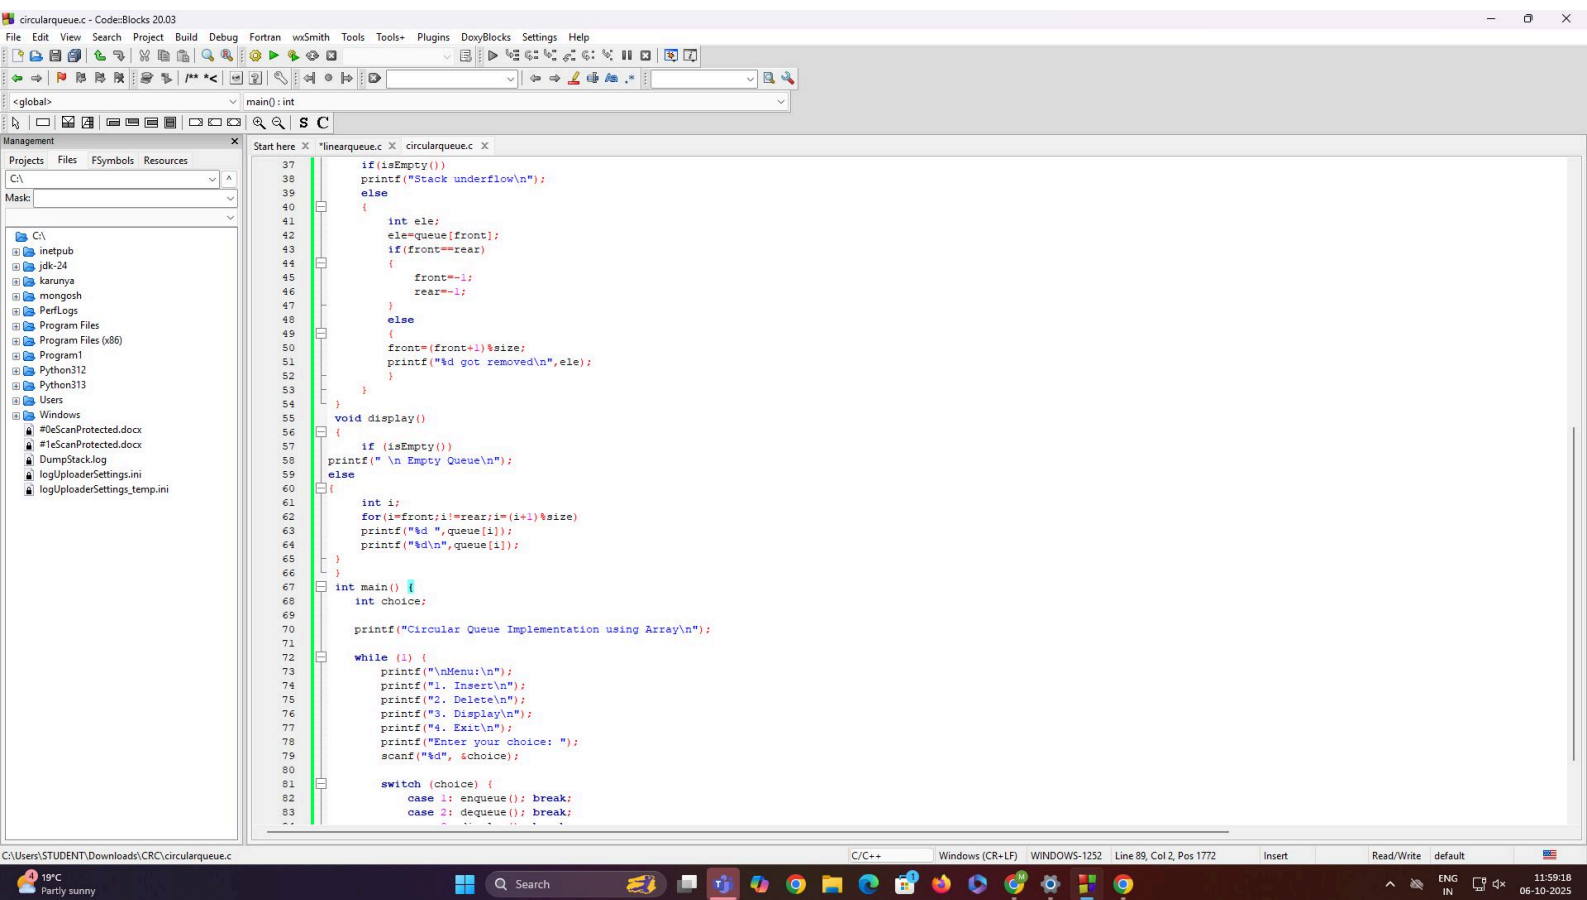 circularqueue.c - Code::Blocks 20.03
File Edit View Search Project Build Debug Fortran wxSmith Tools Tools+ Plugins DoxyBlocks Settings Help
/** *<
<global> main() : int
S C
Management
Projects Files FSymbols Resources
C:\
Mask:
C:\
inetpub
jdk-24
karunya
mongosh
PerfLogs
Program Files
Program Files (x86)
Program1
Python312
Python313
Users
Windows
#0eScanProtected.docx
#1eScanProtected.docx
DumpStack.log
logUploaderSettings.ini
logUploaderSettings_temp.ini
Start here *linearqueue.c circularqueue.c
37 if(isEmpty())
38 printf("Stack underflow\n");
39 else
40 {
41 int ele;
42 ele=queue[front];
43 if(front==rear)
44 {
45 front=-1;
46 rear=-1;
47 }
48 else
49 {
50 front=(front+1)%size;
51 printf("%d got removed\n",ele);
52 }
53 }
54 }
55 void display()
56 {
57 if (isEmpty())
58 printf(" \n Empty Queue\n");
59 else
60 {
61 int i;
62 for(i=front;i!=rear;i=(i+1)%size)
63 printf("%d ",queue[i]);
64 printf("%d\n",queue[i]);
65 }
66 }
67 int main() {
68 int choice;
69
70 printf("Circular Queue Implementation using Array\n");
71
72 while (1) {
73 printf("\nMenu:\n");
74 printf("1. Insert\n");
75 printf("2. Delete\n");
76 printf("3. Display\n");
77 printf("4. Exit\n");
78 printf("Enter your choice: ");
79 scanf("%d", &choice);
80
81 switch (choice) {
82 case 1: enqueue(); break;
83 case 2: dequeue(); break;
C:\Users\STUDENT\Downloads\CRC\circularqueue.c C/C++ Windows (CR+LF) WINDOWS-1252 Line 89, Col 2, Pos 1772 Insert Read/Write default
4 19°C
Partly sunny
Search
ENG
IN
11:59:18
06-10-2025